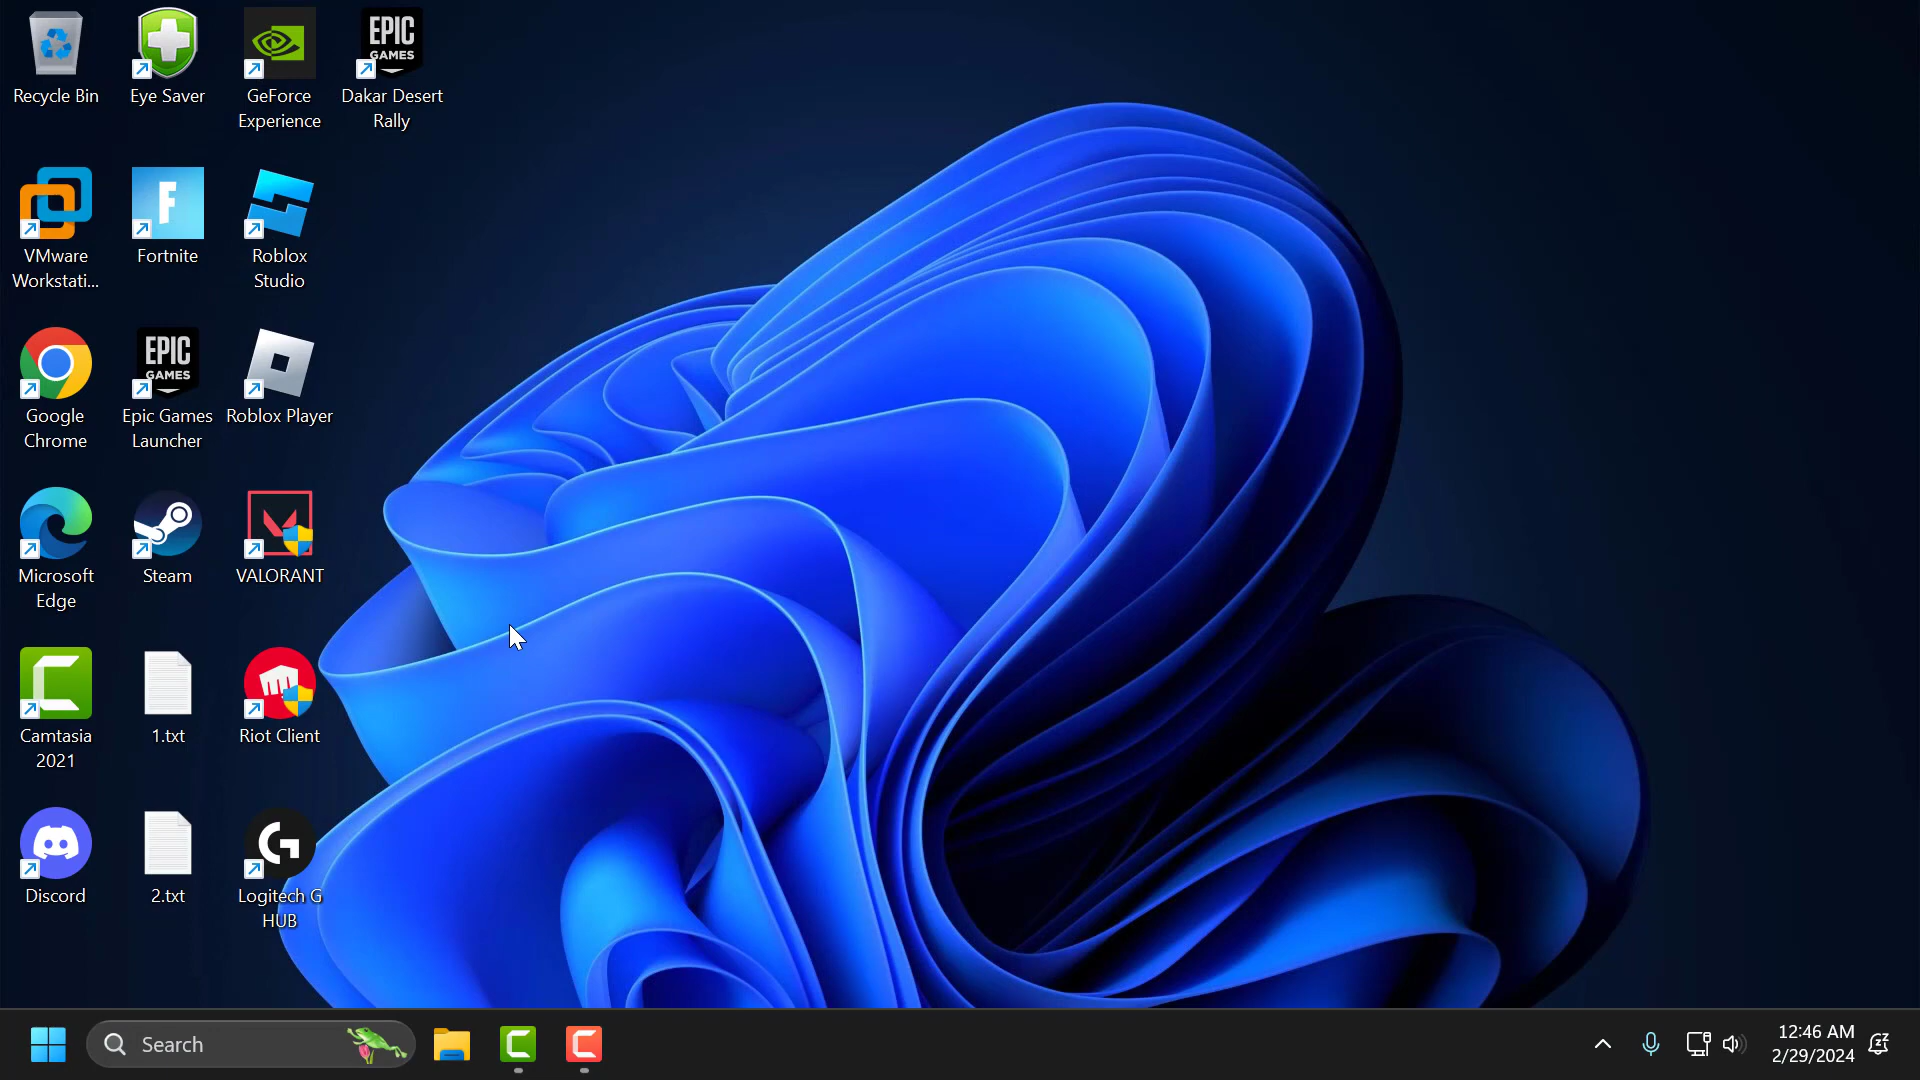 Recycle Bin
Eye Saver
GeForce
Experience
EPIC
GAMES
Dakar Desert
Rally
VMware
Workstati...
F
Fortnite
Roblox
Studio
Google
Chrome
EPIC
GAMES
Epic Games
Launcher
Roblox Player
Microsoft
Edge
Steam
VALORANT
Camtasia
2021
1.txt
Riot Client
Discord
2.txt
Logitech G
HUB
Search
12:46 AM
2/29/2024